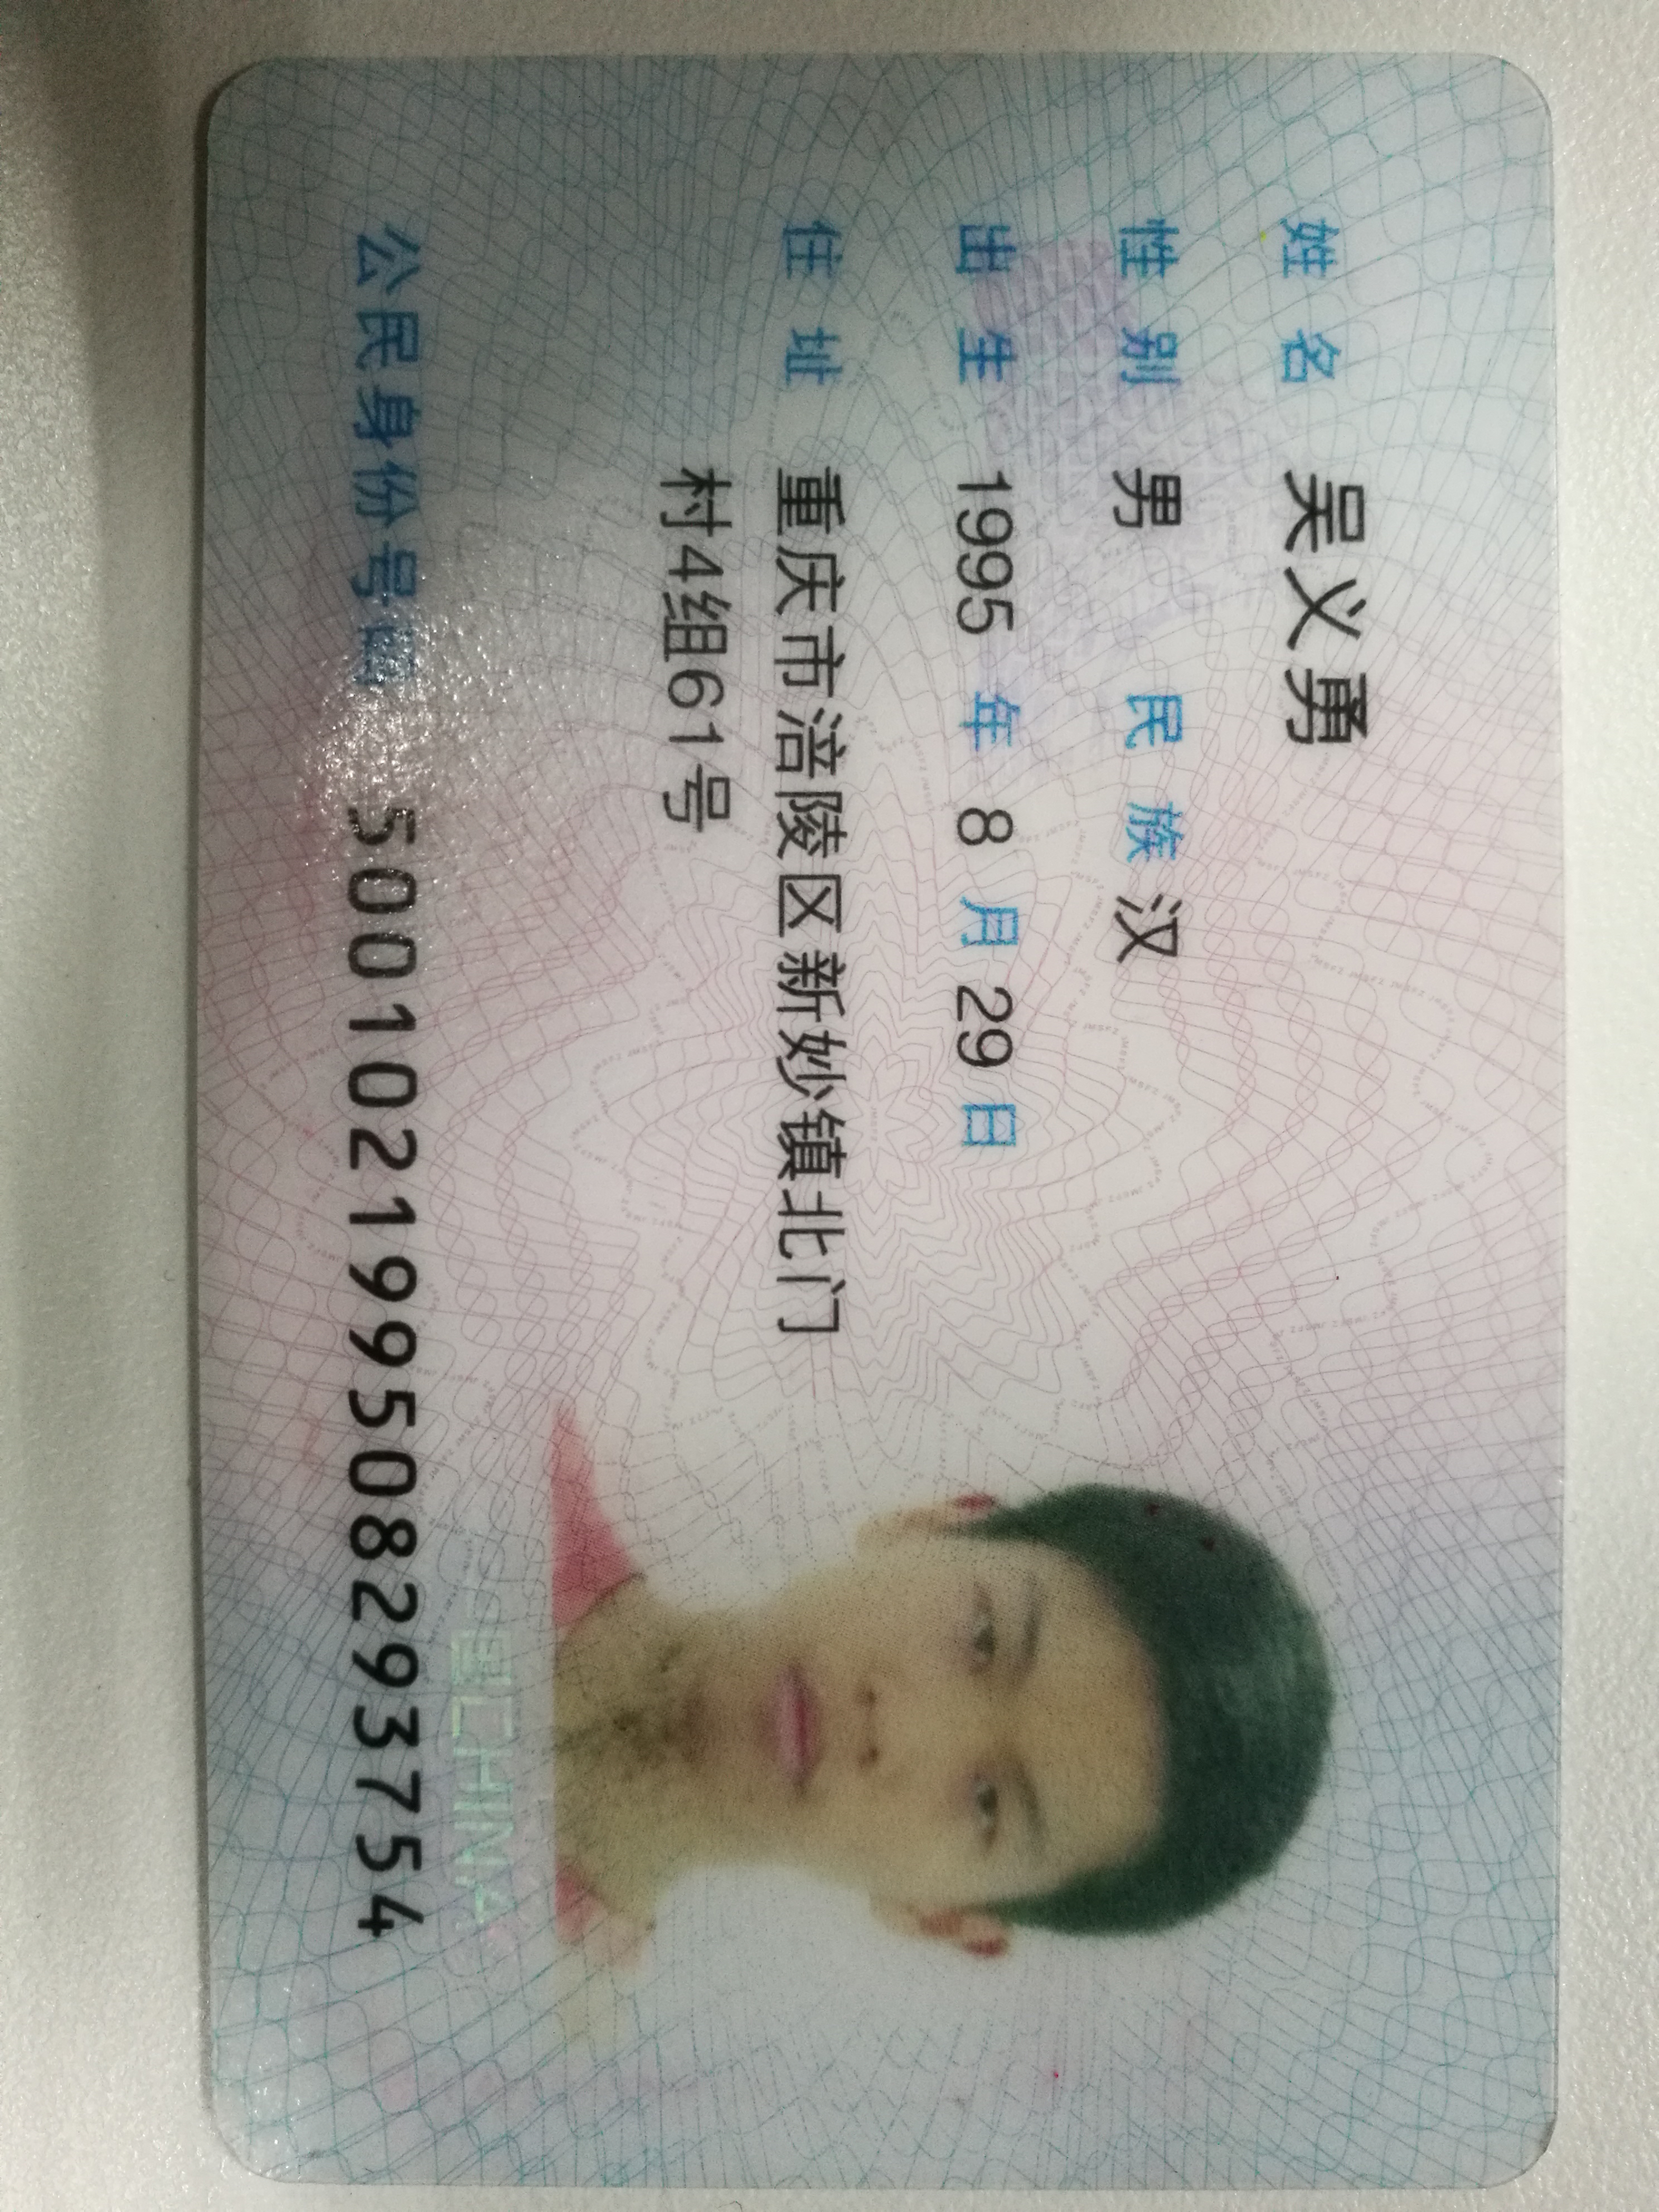 姓名 吴义勇
性别 男 民族 汉
出生 1995 年 8 月 29 日
住址 重庆市涪陵区新妙镇北门
村4组61号
公民身份号码 500102199508293754